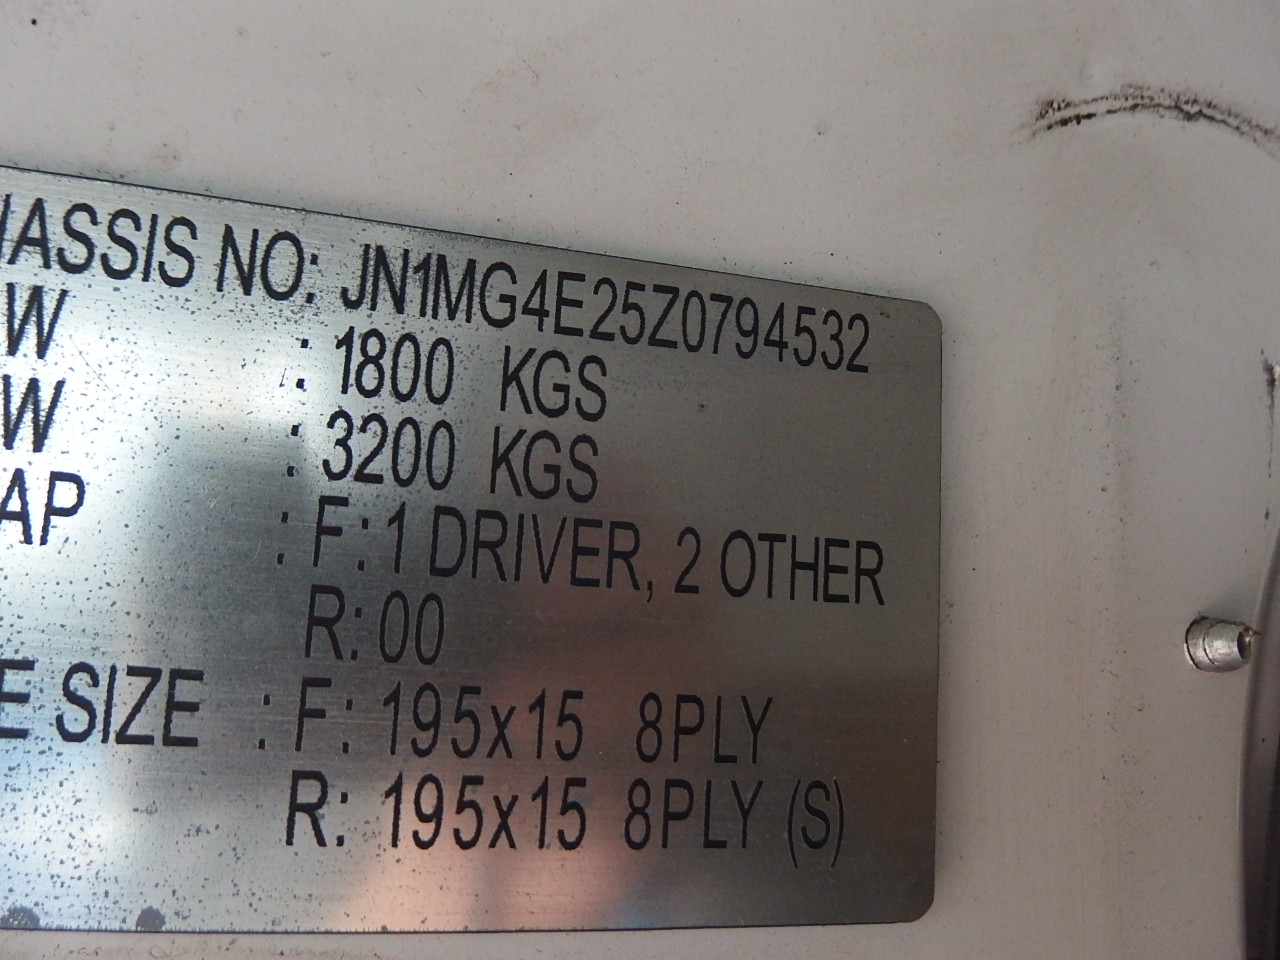 HASSIS NO: JN1MG4E25Z0794532
W : 1800 KGS
W : 3200 KGS
AP : F: 1 DRIVER, 2 OTHER
R: 00
E SIZE : F: 195x15 8PLY
R: 195x15 8PLY (S)